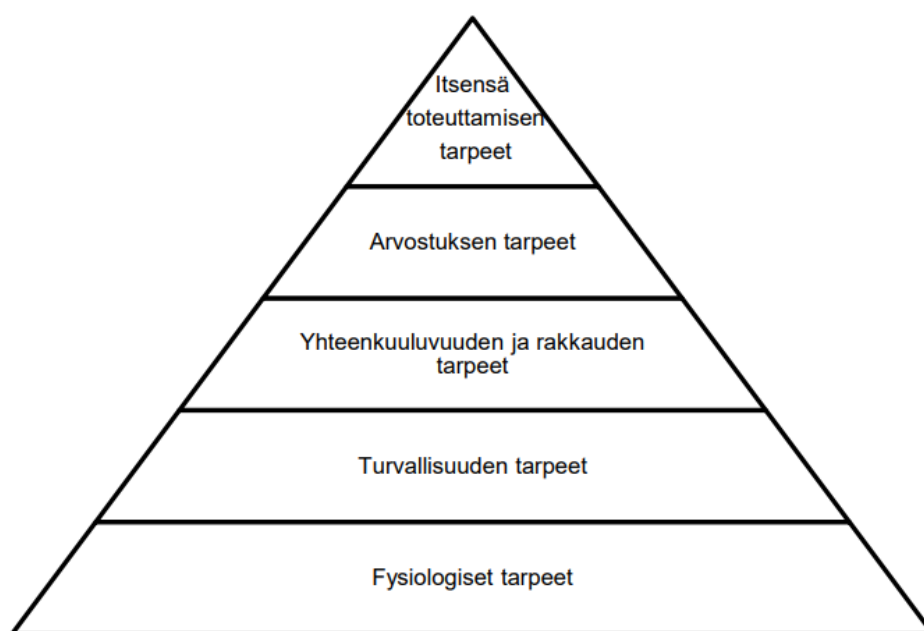 Itsensä
toteuttamisen
tarpeet
Arvostuksen tarpeet
Yhteenkuuluvuuden ja rakkauden
tarpeet
Turvallisuuden tarpeet
Fysiologiset tarpeet